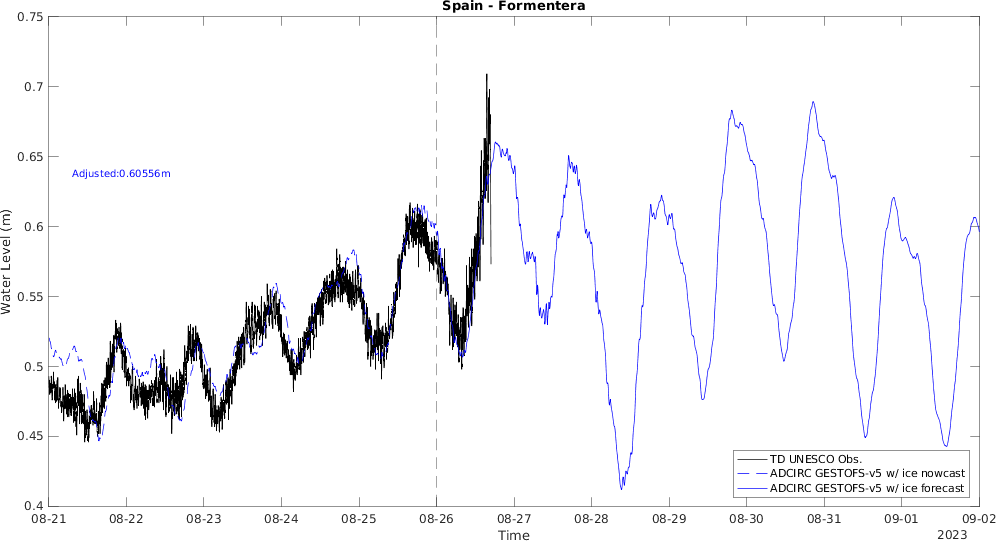 Spain - Formentera
0.75
0.7
0.65
0.6
0.55
0.5
0.45
0.4
Water Level (m)
Adjusted:0.60556m
TD UNESCO Obs.
ADCIRC GESTOFS-v5 w/ ice nowcast
ADCIRC GESTOFS-v5 w/ ice forecast
08-21 08-22 08-23 08-24 08-25 08-26 08-27 08-28 08-29 08-30 08-31 09-01 09-02
Time
2023